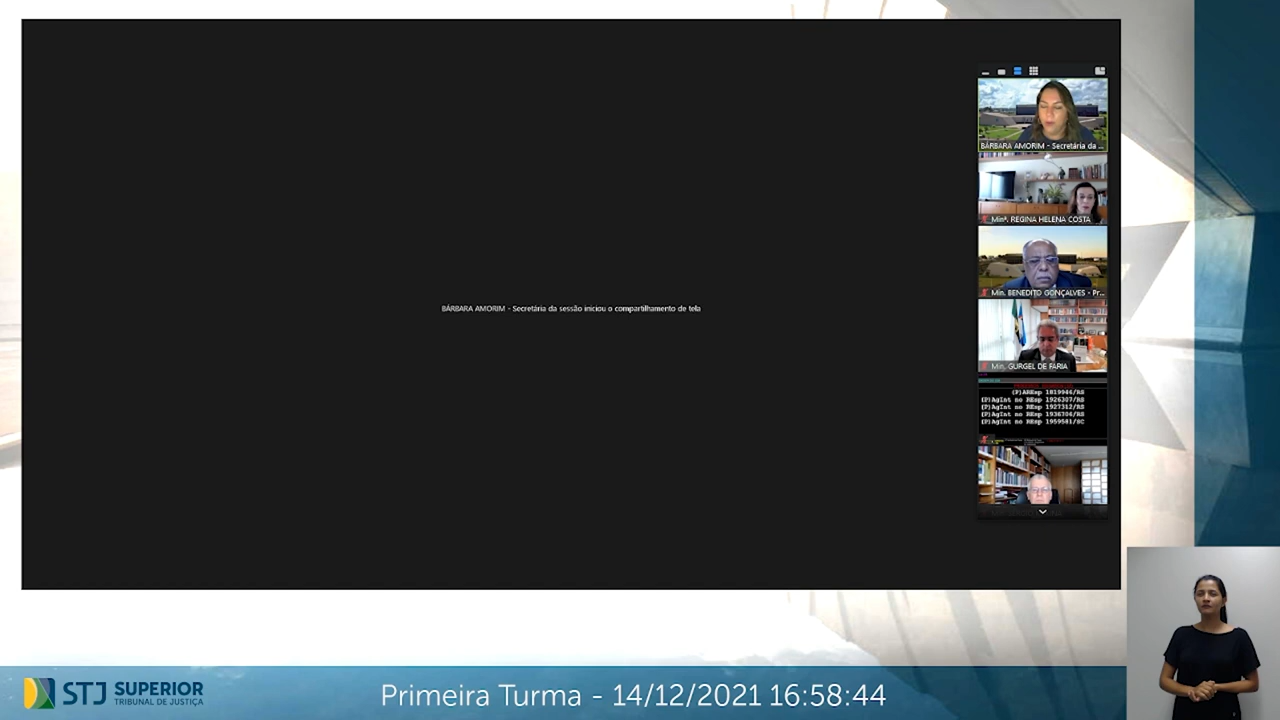 BÁRBARA AMORIM - Secretária da ...
Minª. REGINA HELENA COSTA
Min. BENEDITO GONÇALVES - Pr...
BÁRBARA AMORIM - Secretária da sessão iniciou o compartilhamento de tela
Min. GURGEL DE FARIA
(P)AREsp 1819946/RS
(P)AgInt no REsp 1926307/RS
(P)AgInt no REsp 1927312/RS
(P)AgInt no REsp 1936706/RS
(P)AgInt no REsp 1959581/SC
STJ SUPERIOR
TRIBUNAL DE JUSTIÇA
Primeira Turma - 14/12/2021 16:58:44